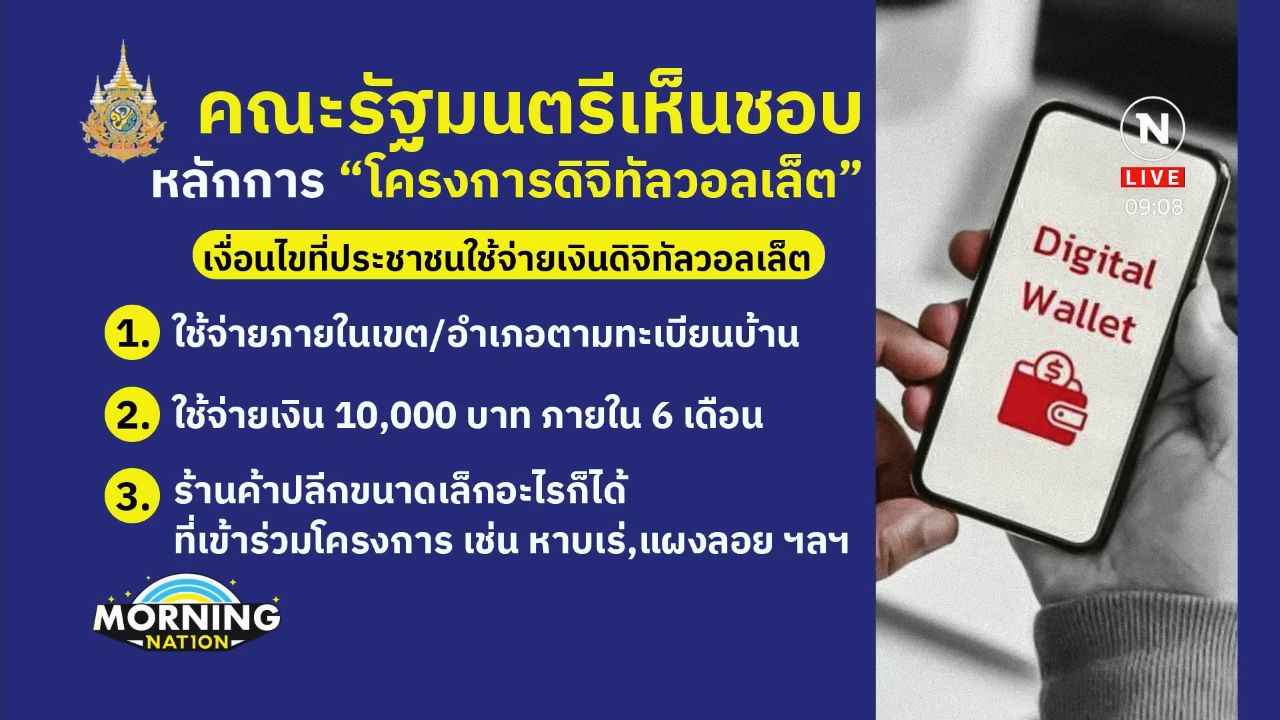 คณะรัฐมนตรีเห็นชอบ
หลักการ “โครงการดิจิทัลวอลเล็ต”
เงื่อนไขที่ประชาชนใช้จ่ายเงินดิจิทัลวอลเล็ต
1. ใช้จ่ายภายในเขต/อำเภอตามทะเบียนบ้าน
2. ใช้จ่ายเงิน 10,000 บาท ภายใน 6 เดือน
3. ร้านค้าปลีกขนาดเล็กอะไรก็ได้
ที่เข้าร่วมโครงการ เช่น หาบเร่,แผงลอย ฯลฯ
MORNING
NATION
N
LIVE
09:08
Digital
Wallet
$